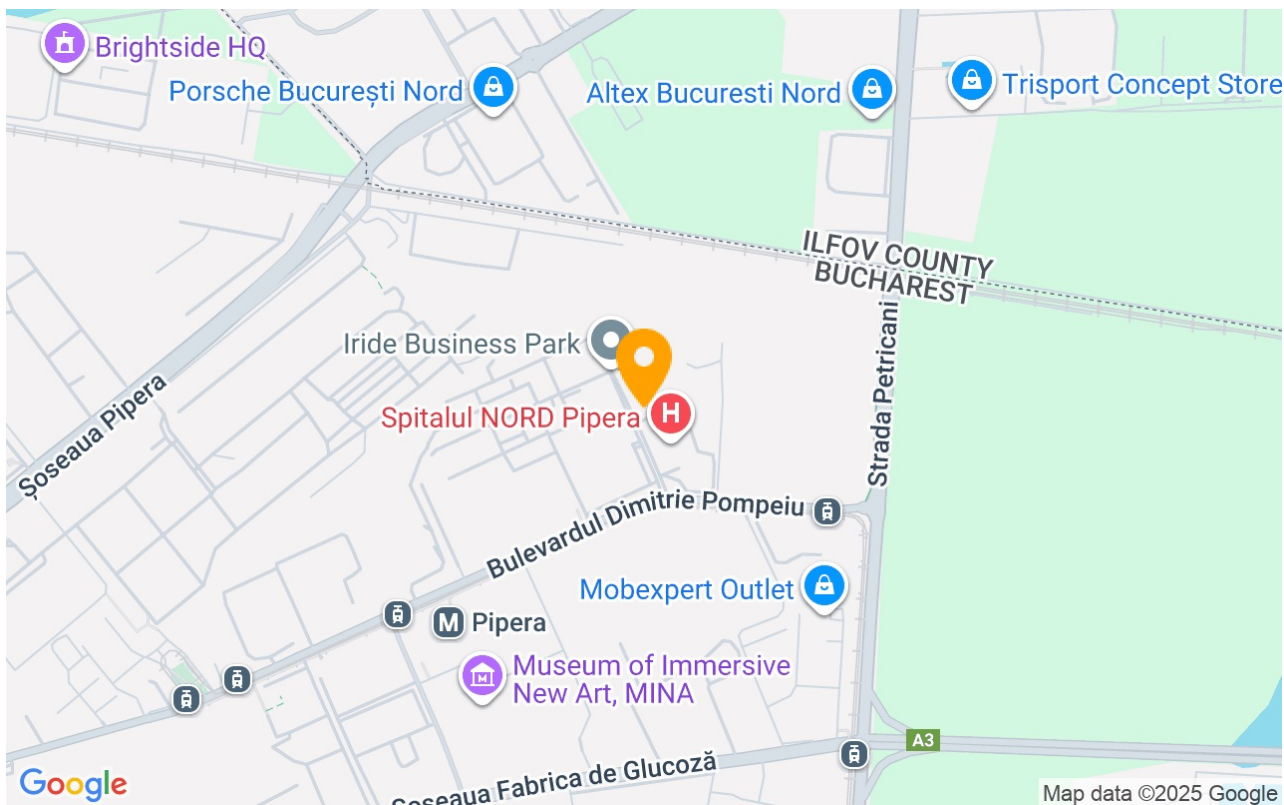 Brightside HQ
Porsche București Nord
Altex Bucuresti Nord
Trisport Concept Store
ILFOV COUNTY
BUCHAREST
Iride Business Park
Șoseaua Pipera
Spitalul NORD Pipera
H
Strada Petricani
Bulevardul Dimitrie Pompeiu
Mobexpert Outlet
M Pipera
Museum of Immersive
New Art, MINA
M
A3
Șoseaua Fabrica de Glucoză
Google
Map data ©2025 Google